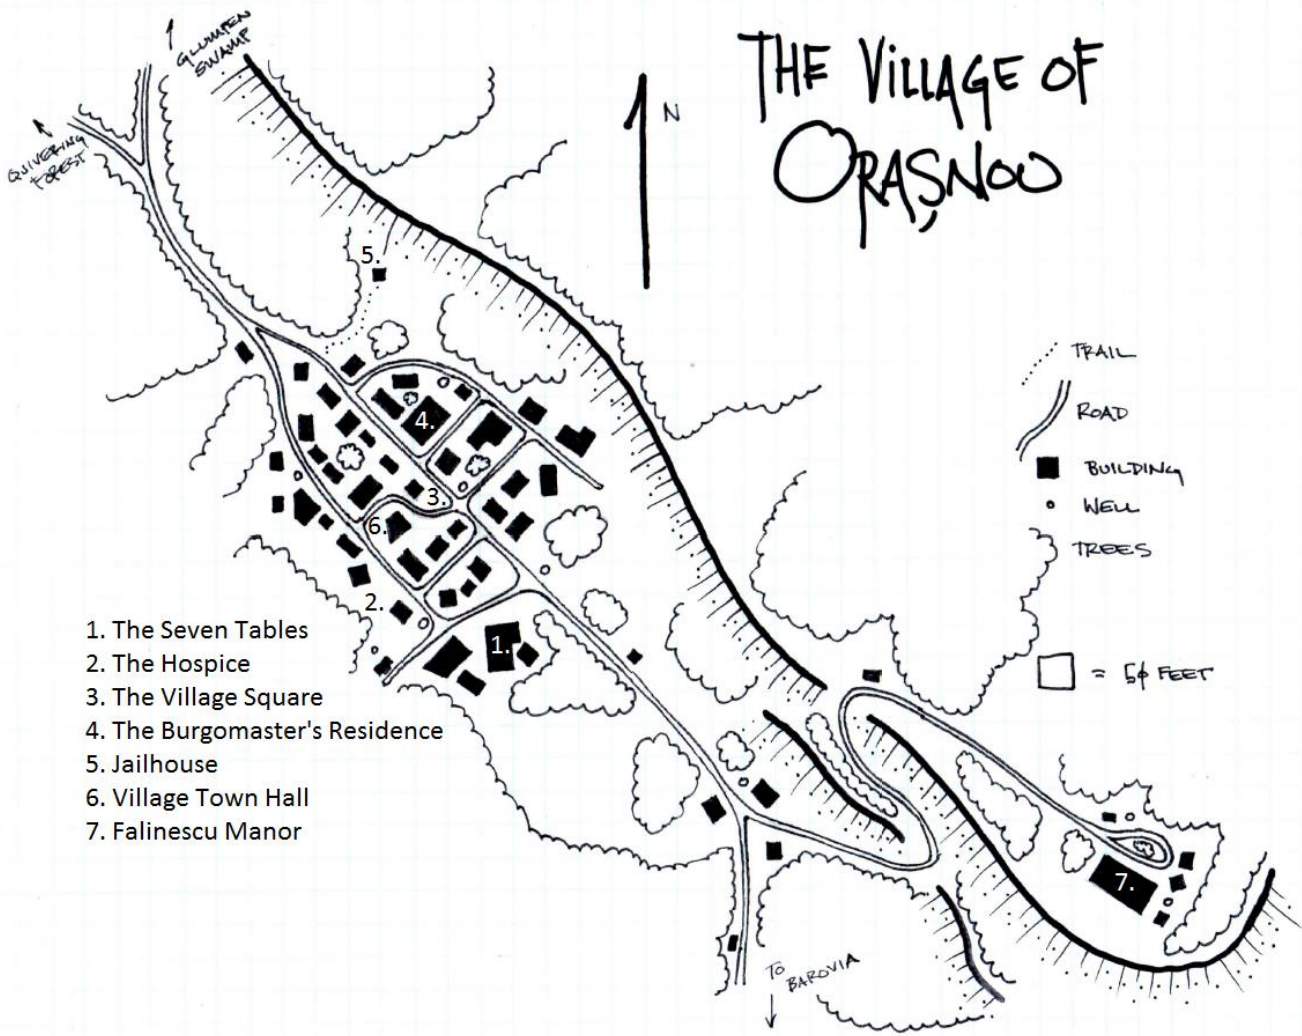 GLUMPEN
SWAMP
QUIVERING
FOREST
N
THE VILLAGE OF
ORAȘNOU
TRAIL
ROAD
BUILDING
WELL
TREES
= 50 FEET
5.
4.
3.
6.
2.
1.
7.
1. The Seven Tables
2. The Hospice
3. The Village Square
4. The Burgomaster's Residence
5. Jailhouse
6. Village Town Hall
7. Falinescu Manor
TO
BAROVIA